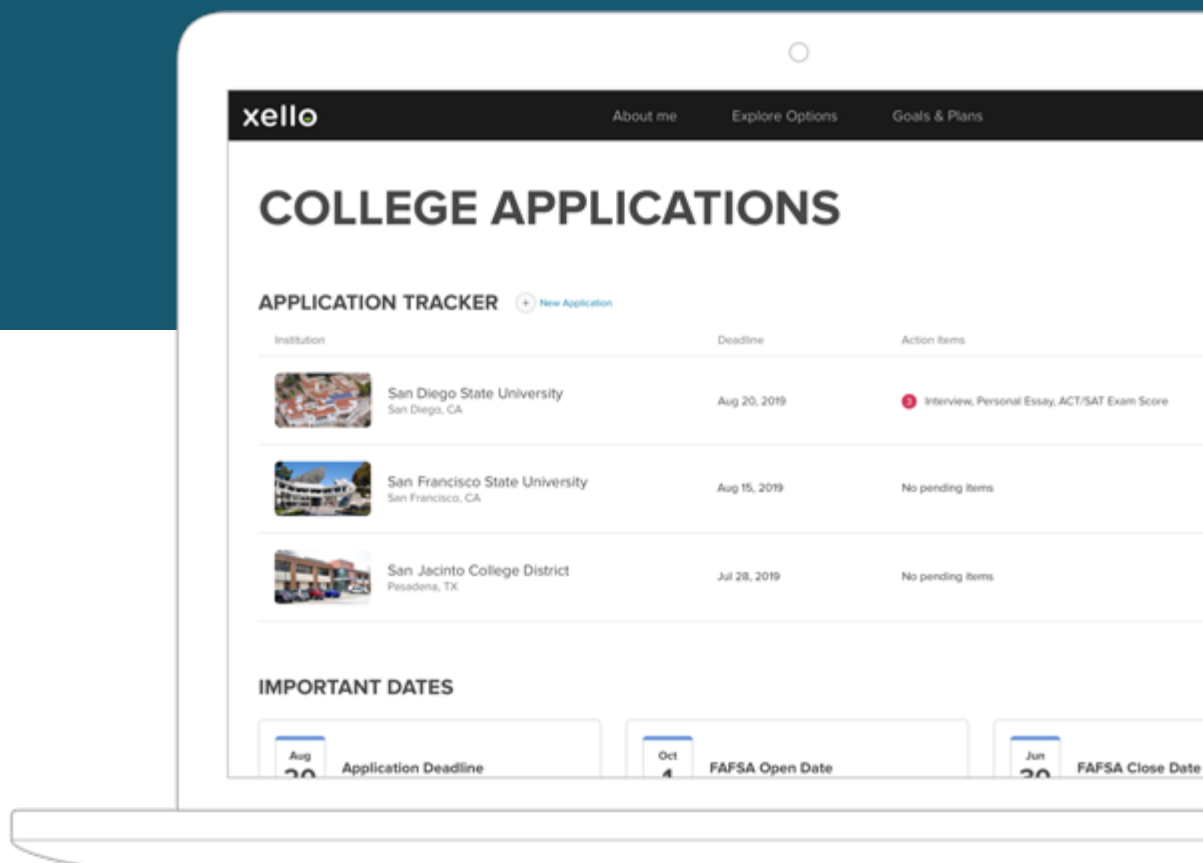 xello
About me Explore Options Goals & Plans
COLLEGE APPLICATIONS
APPLICATION TRACKER + New Application
Institution Deadline Action Items
San Diego State University
San Diego, CA
Aug 20, 2019
3 Interview, Personal Essay, ACT/SAT Exam Score
San Francisco State University
San Francisco, CA
Aug 15, 2019
No pending items
San Jacinto College District
Pasadena, TX
Jul 28, 2019
No pending items
IMPORTANT DATES
Aug
20
Application Deadline
Oct
1
FAFSA Open Date
Jun
30
FAFSA Close Date